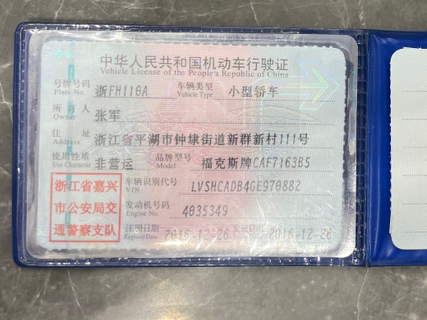 中华人民共和国机动车行驶证
Vehicle License of the People's Republic of China
号牌号码 浙FH110A 车辆类型 小型轿车
Plate No. Vehicle Type
所有人 张军
Owner
住址 浙江省平湖市钟埭街道新群新村111号
Address
使用性质 非营运 品牌型号 福克斯牌CAF7163B5
Use Character Model
浙江省嘉兴
市公安局交
通警察支队
车辆识别代号 LVSHCADB4GE970882
VIN
发动机号码 4035349
Engine No.
注册日期 2016-12-26 发证日期 2016-12-26
Register Date